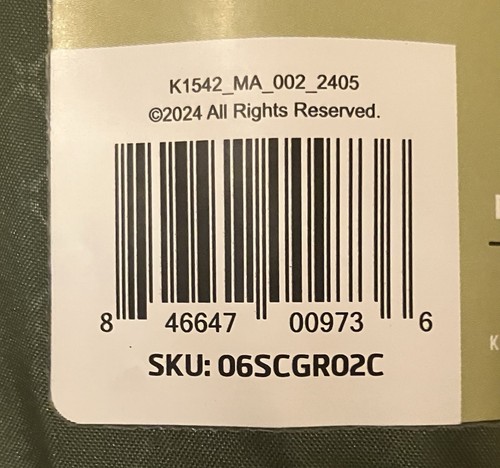 K1542_MA_002_2405
©2024 All Rights Reserved.
8 46647 00973 6
SKU: 06SCGR02C
K